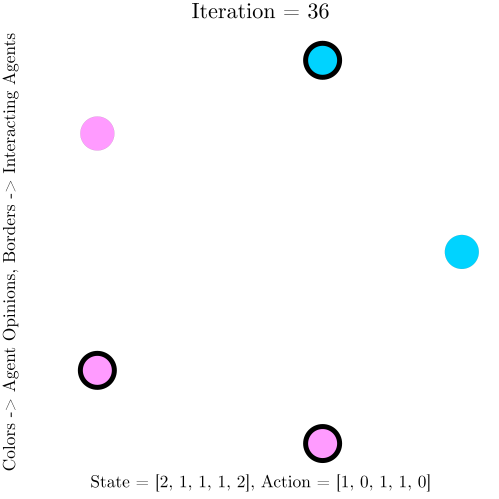 Iteration = 36
Colors -> Agent Opinions, Borders -> Interacting Agents
State = [2, 1, 1, 1, 2], Action = [1, 0, 1, 1, 0]